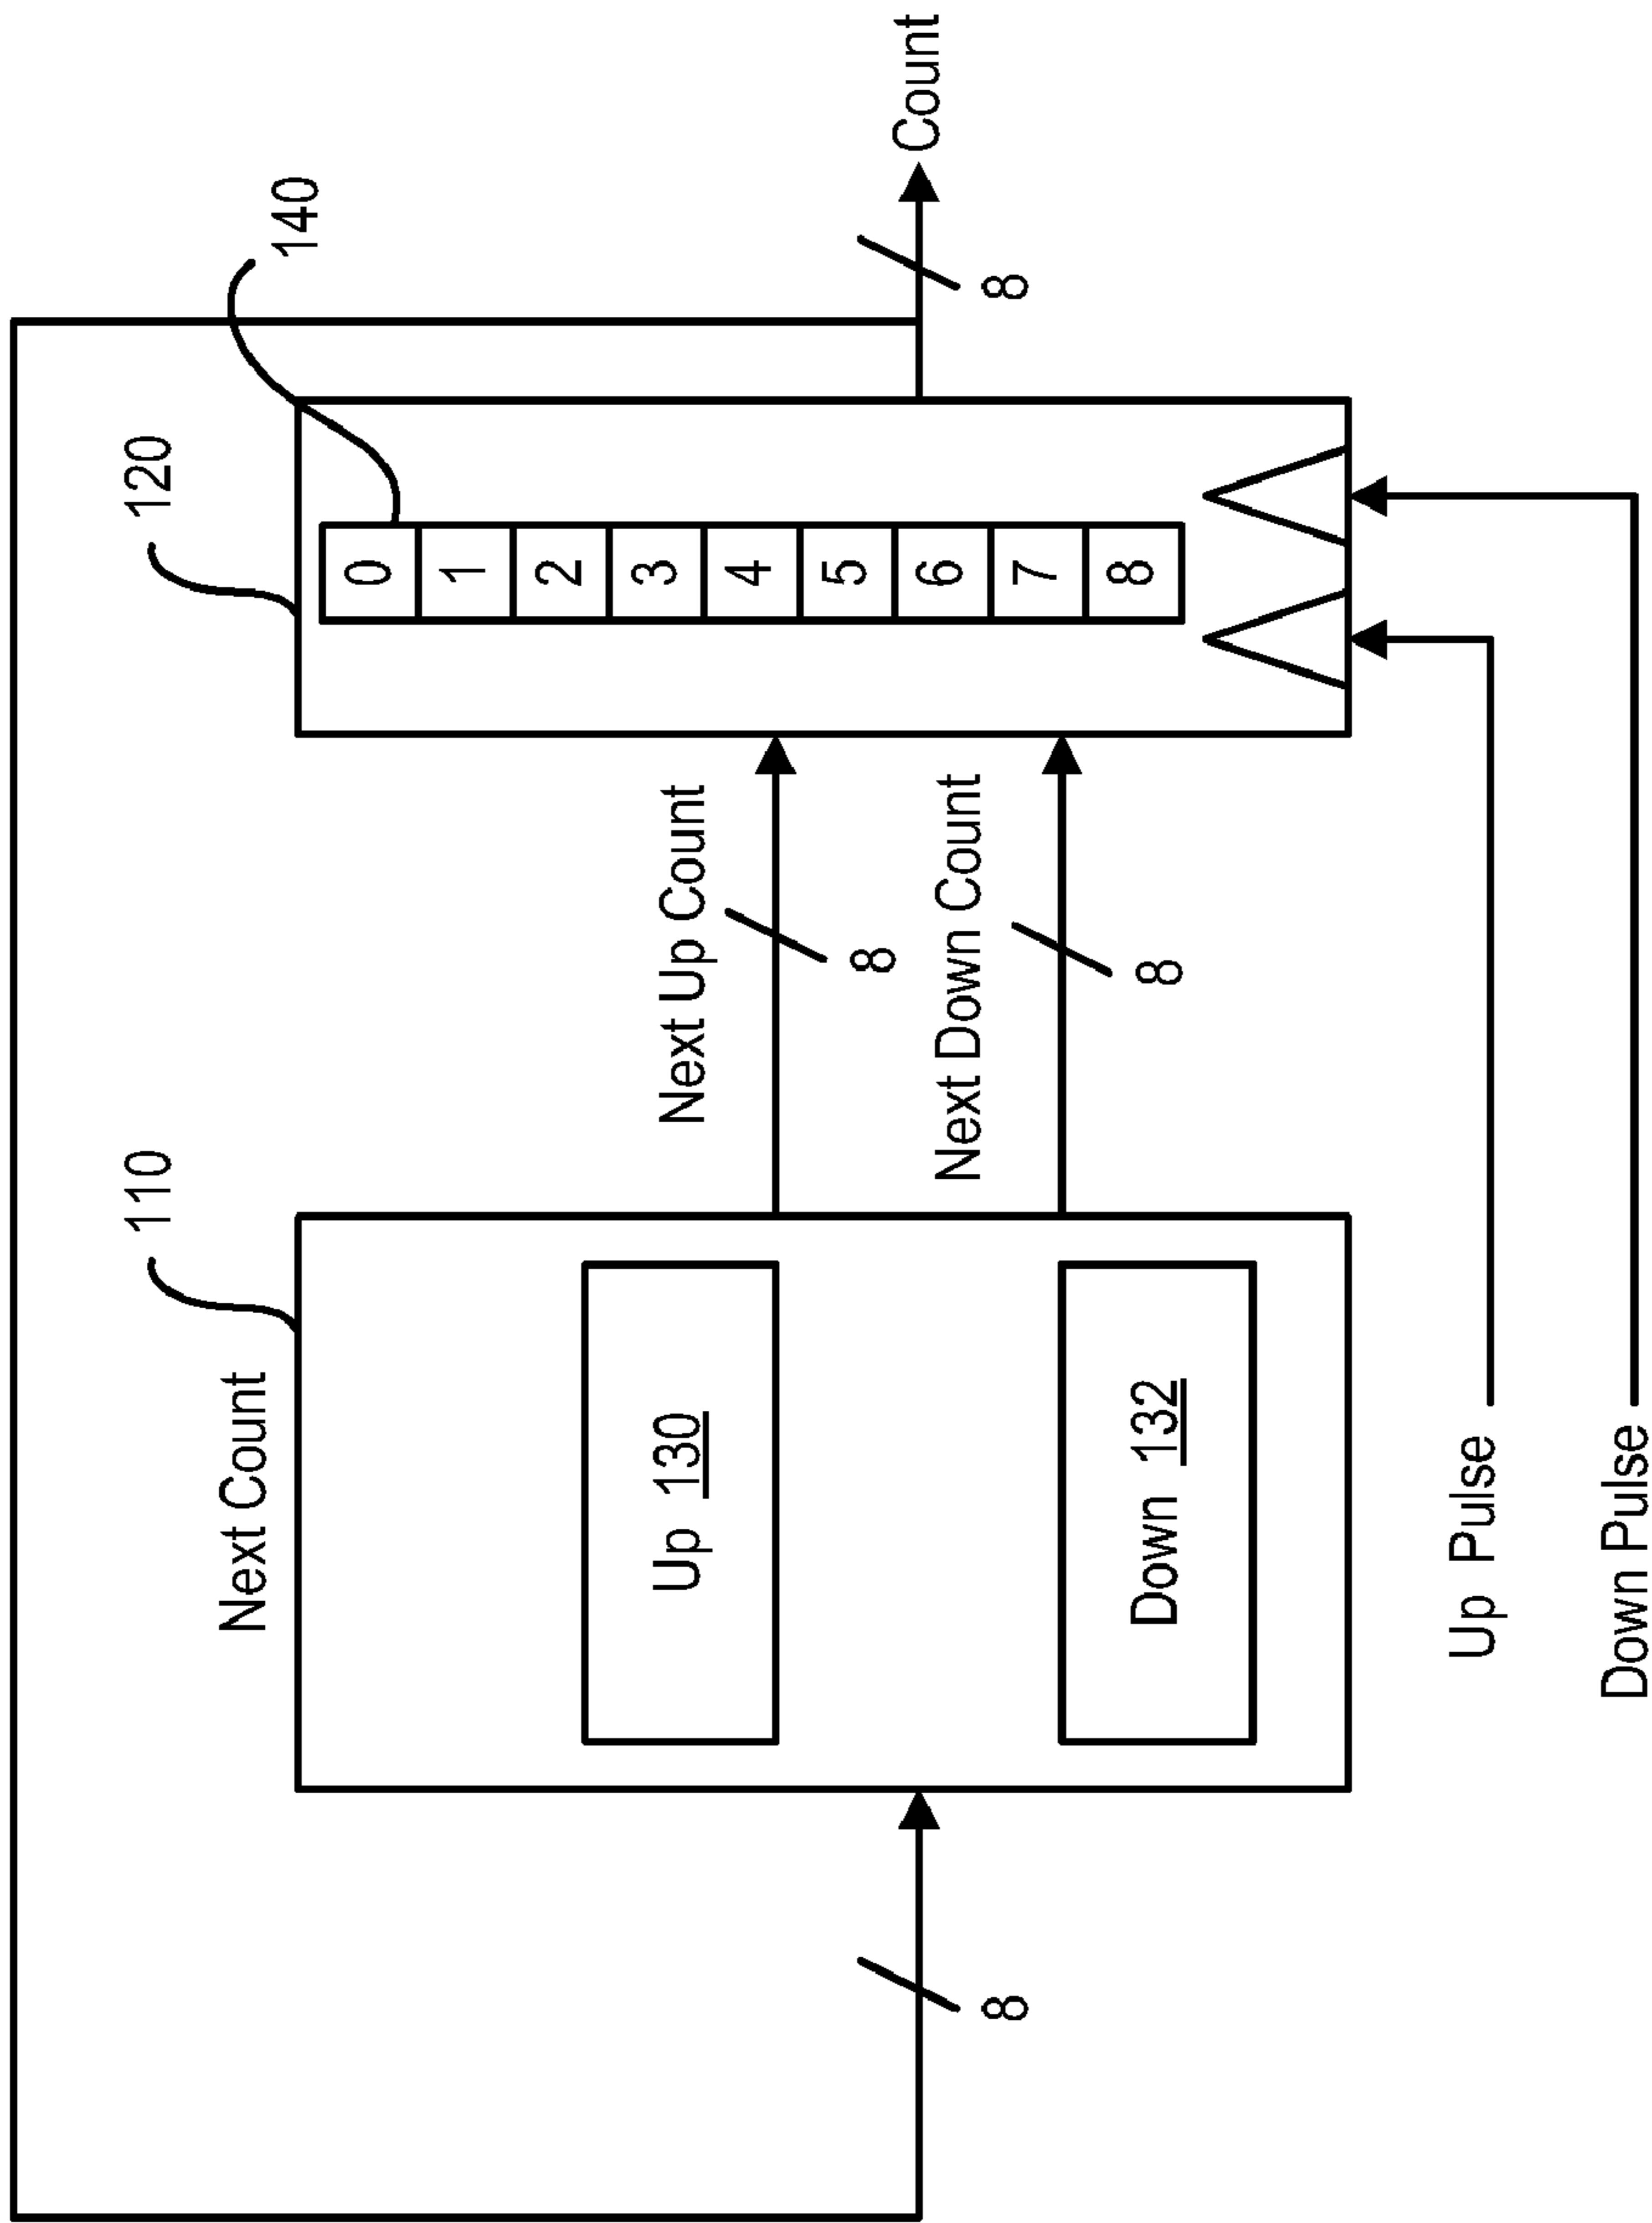 110
120
140
Next Count
0
1
2
3
4
5
6
7
8
Up 130
Next Up Count
8
Count
8
8
Next Down Count
8
Down 132
Up Pulse
Down Pulse